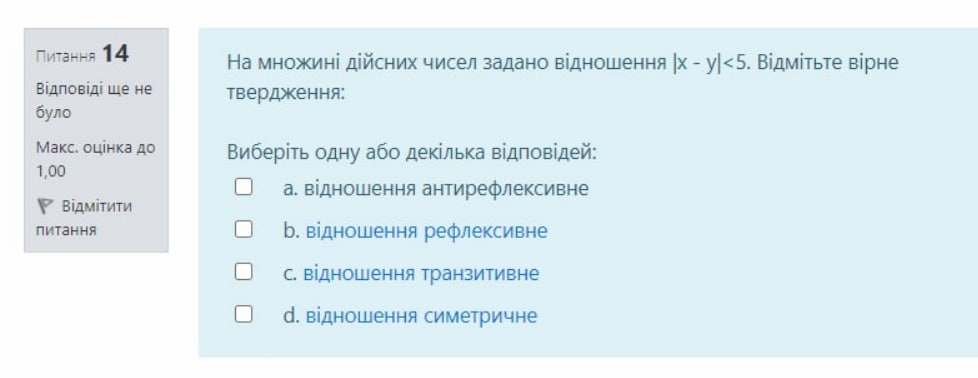 Питання 14
Відповіді ще не
було
Макс. оцінка до
1,00
Відмітити
питання
На множині дійсних чисел задано відношення |x - y|<5. Відмітьте вірне
твердження:
Виберіть одну або декілька відповідей:
a. відношення антирефлексивне
b. відношення рефлексивне
c. відношення транзитивне
d. відношення симетричне